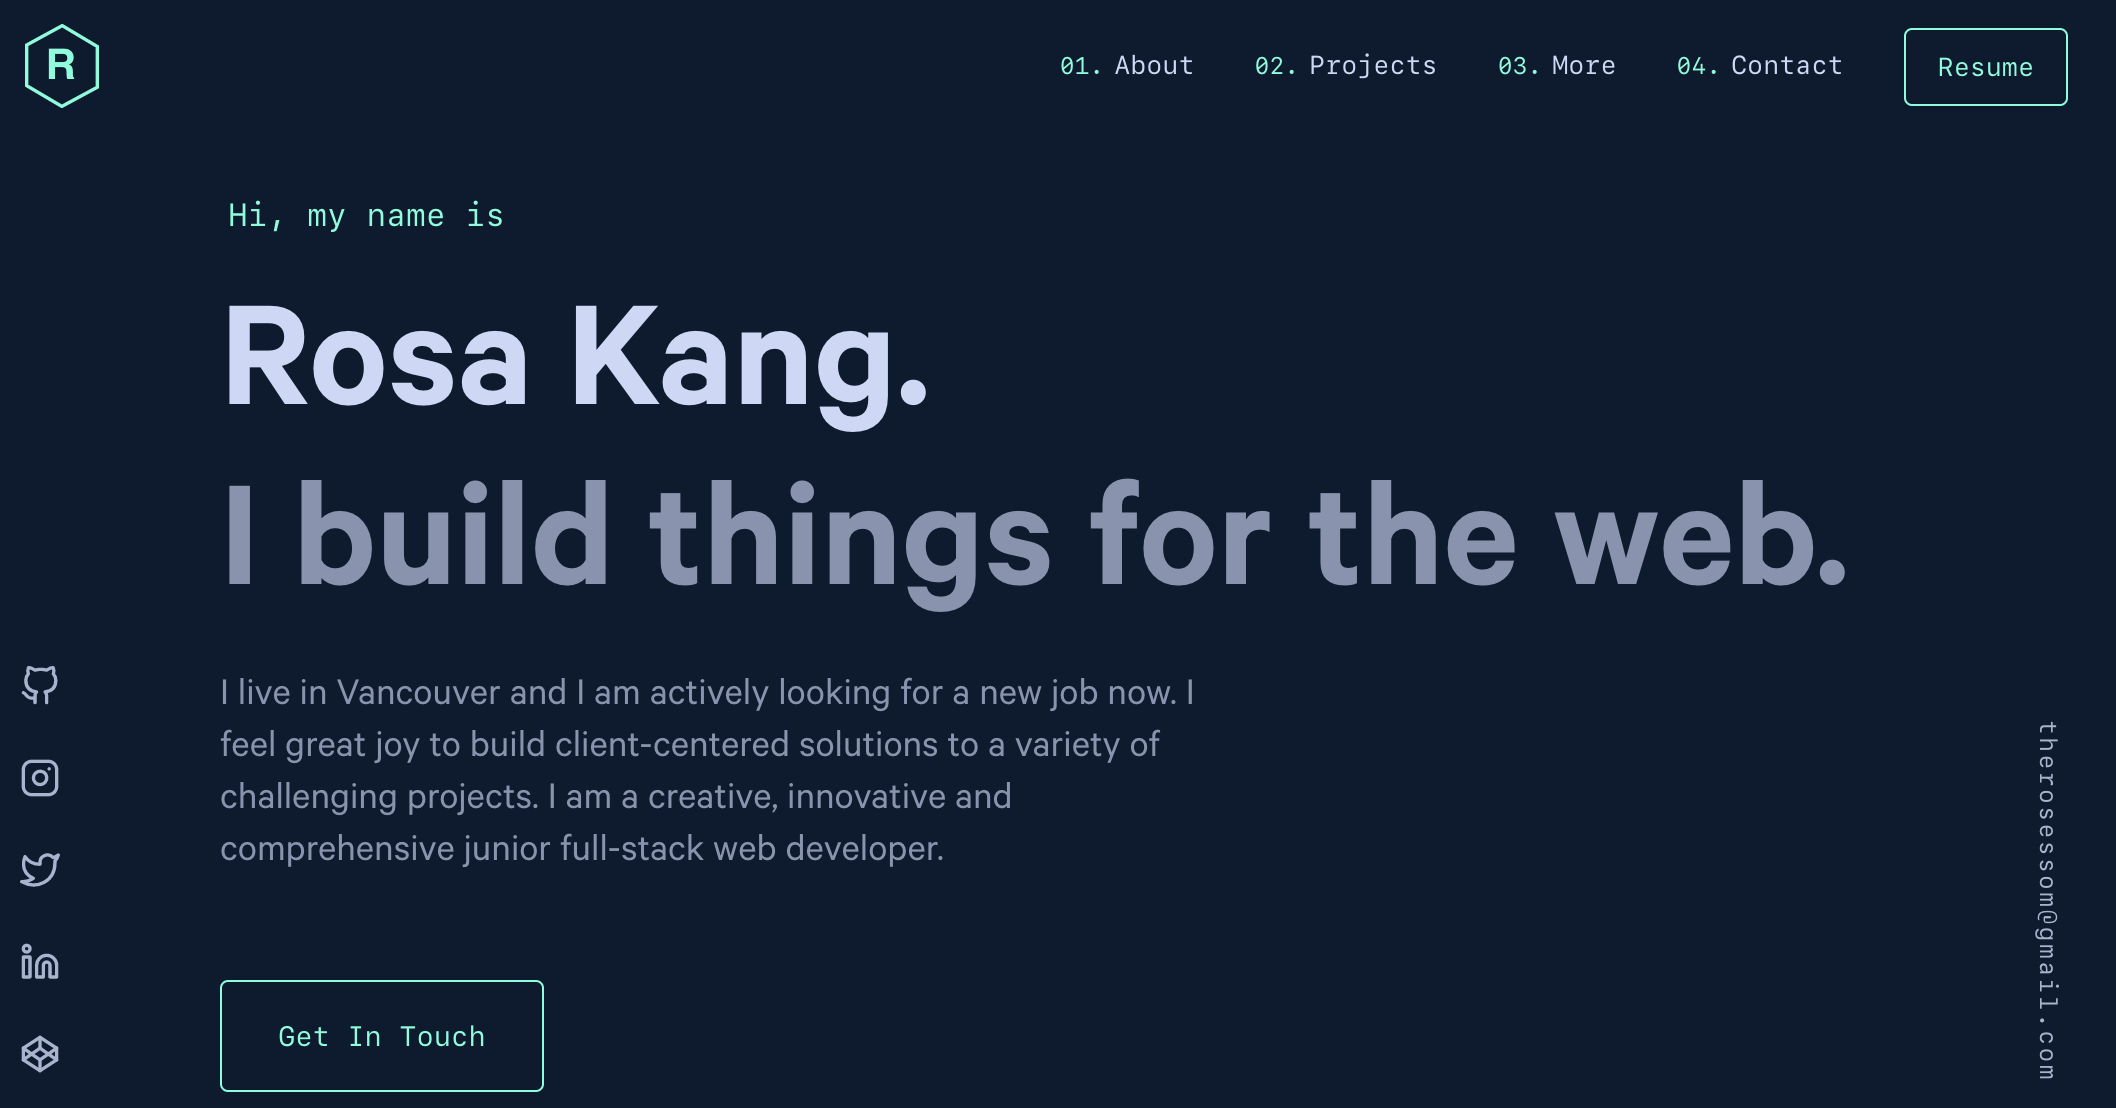 R
01. About
02. Projects
03. More
04. Contact
Resume
Hi, my name is
Rosa Kang.
I build things for the web.
I live in Vancouver and I am actively looking for a new job now. I
feel great joy to build client-centered solutions to a variety of
challenging projects. I am a creative, innovative and
comprehensive junior full-stack web developer.
Get In Touch
therosessom@gmail.com